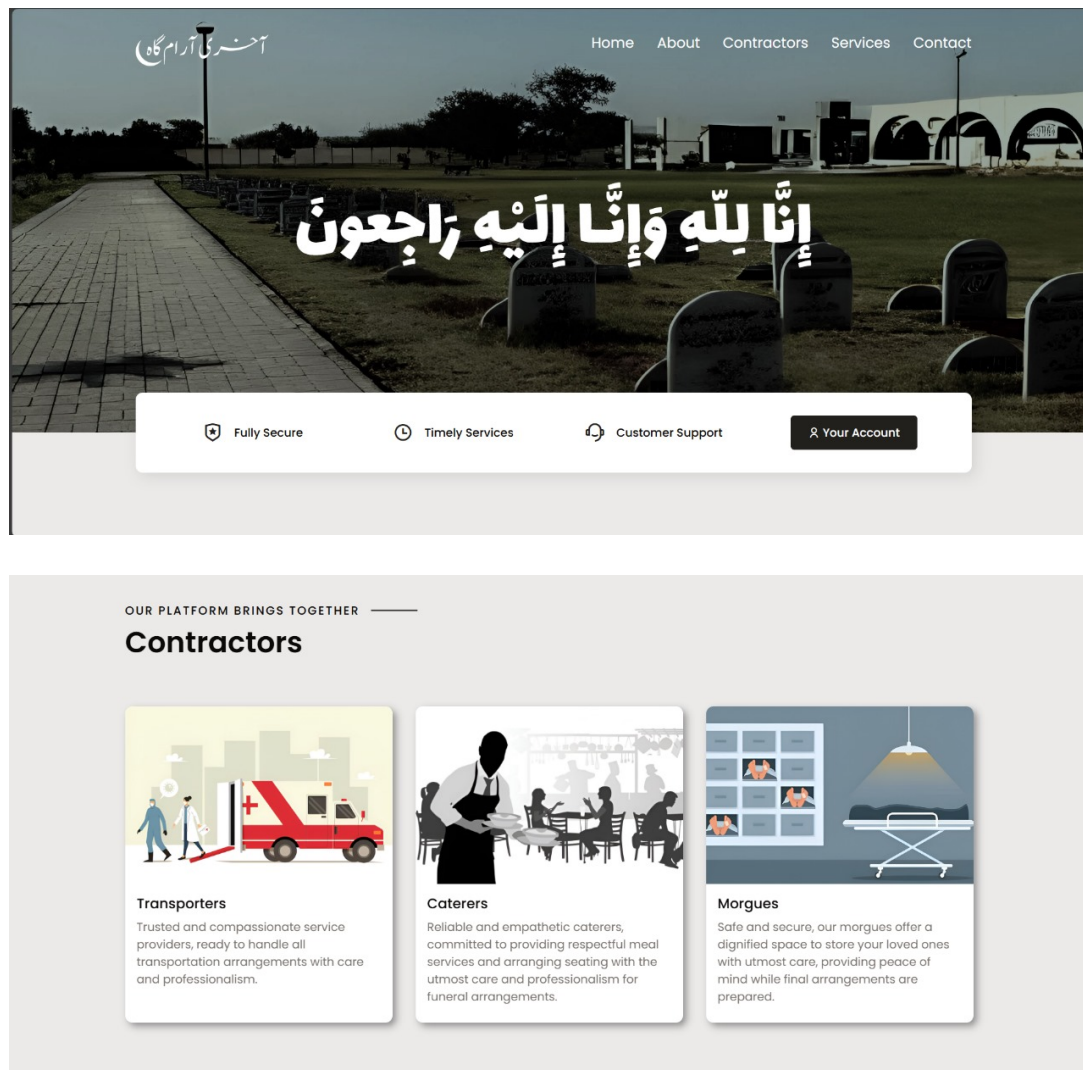 آخری آرام گاہ
Home About Contractors Services Contact
إِنَّا لِلَّهِ وَإِنَّا إِلَيْهِ رَاجِعونَ
Fully Secure
Timely Services
Customer Support
Your Account
OUR PLATFORM BRINGS TOGETHER
Contractors
Transporters
Trusted and compassionate service
providers, ready to handle all
transportation arrangements with care
and professionalism.
Caterers
Reliable and empathetic caterers,
committed to providing respectful meal
services and arranging seating with the
utmost care and professionalism for
funeral arrangements.
Morgues
Safe and secure, our morgues offer a
dignified space to store your loved ones
with utmost care, providing peace of
mind while final arrangements are
prepared.